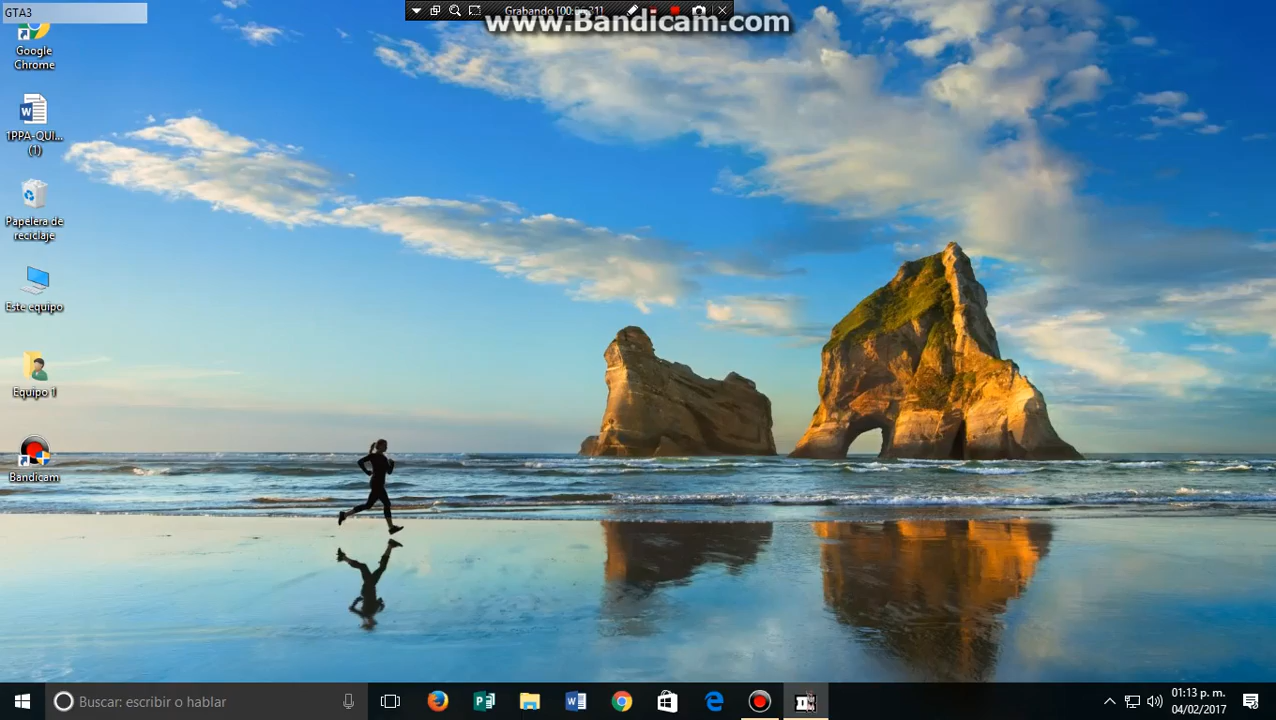 GTA3
Grabando
www.Bandicam.com
Google
Chrome
1PPA-QUI...
(1)
Papelera de
reciclaje
Este equipo
Equipo 1
Bandicam
Buscar: escribir o hablar
01:13 p. m.
04/02/2017